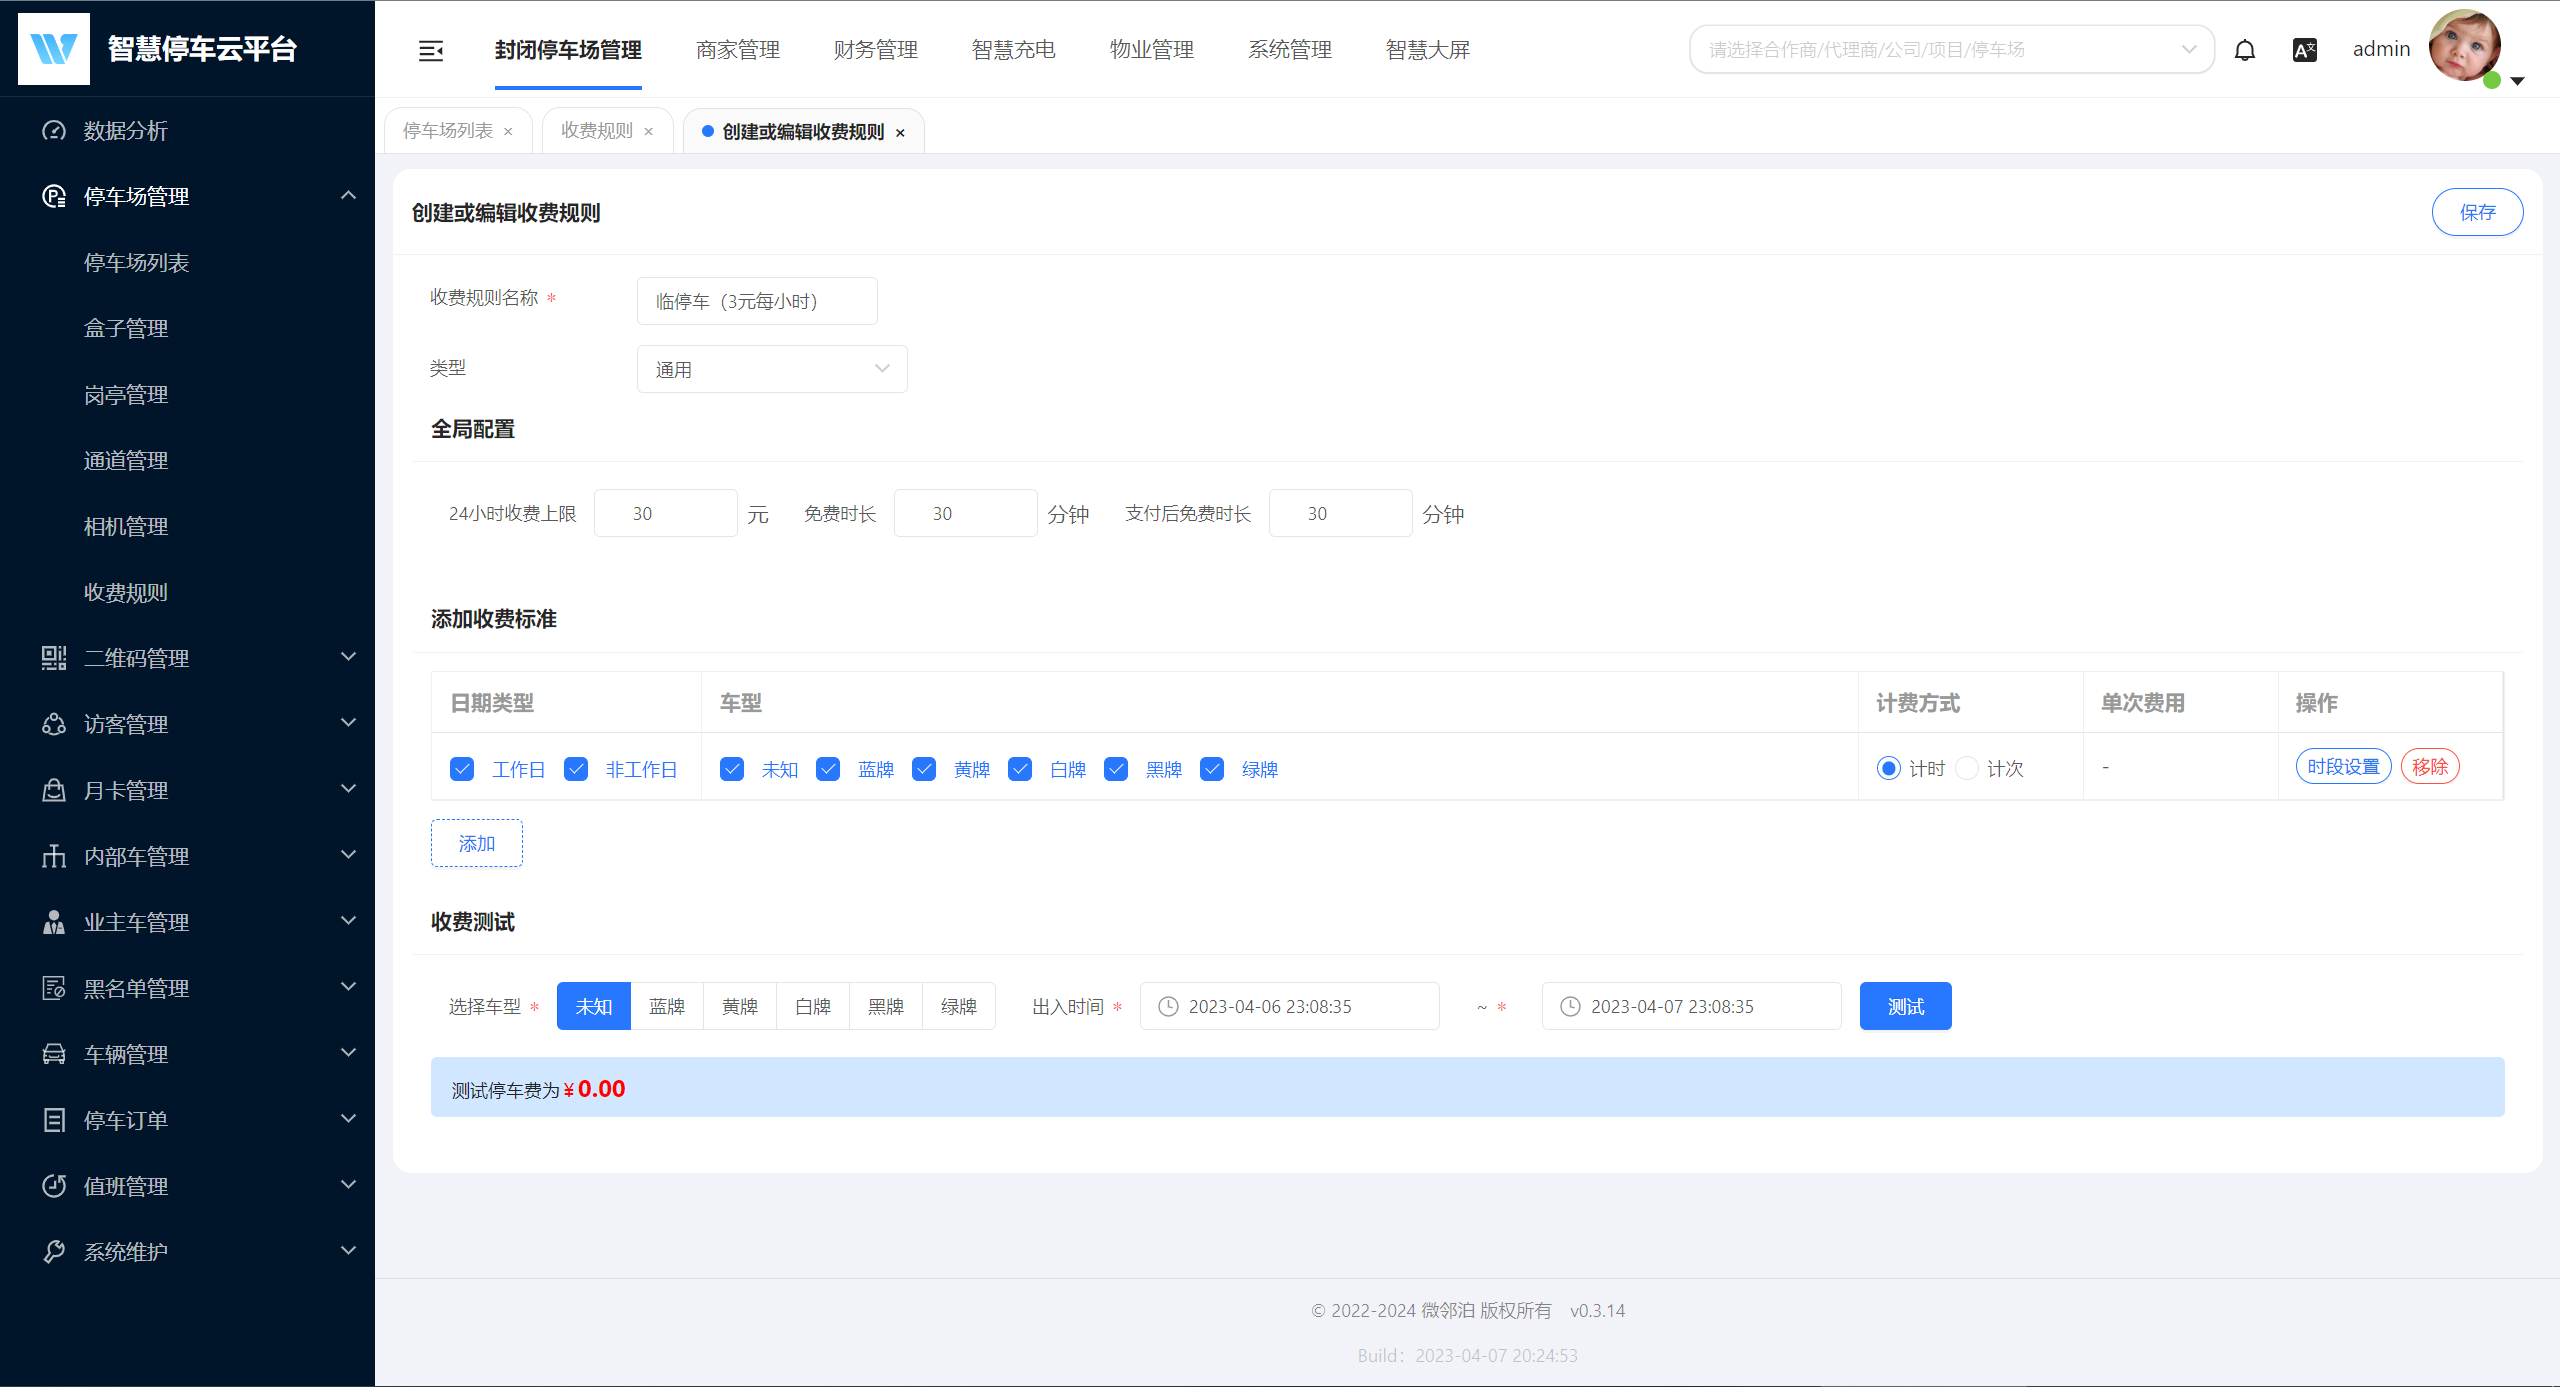 智慧停车云平台
封闭停车场管理 商家管理 财务管理 智慧充电 物业管理 系统管理 智慧大屏 请选择合作商/代理商/公司/项目/停车场 A文 admin
停车场列表 × 收费规则 × 创建或编辑收费规则 ×
数据分析
停车场管理
停车场列表
盒子管理
岗亭管理
通道管理
相机管理
收费规则
二维码管理
访客管理
月卡管理
内部车管理
业主车管理
黑名单管理
车辆管理
停车订单
值班管理
系统维护
创建或编辑收费规则 保存
收费规则名称 * 临停车（3元每小时）
类型 通用
全局配置
24小时收费上限 30 元 免费时长 30 分钟 支付后免费时长 30 分钟
添加收费标准
日期类型 车型 计费方式 单次费用 操作
工作日 非工作日 未知 蓝牌 黄牌 白牌 黑牌 绿牌 计时 计次 - 时段设置 移除
添加
收费测试
选择车型 * 未知 蓝牌 黄牌 白牌 黑牌 绿牌 出入时间 * 2023-04-06 23:08:35 ~ * 2023-04-07 23:08:35 测试
测试停车费为 ¥ 0.00
© 2022-2024 微邻泊 版权所有 v0.3.14
Build：2023-04-07 20:24:53